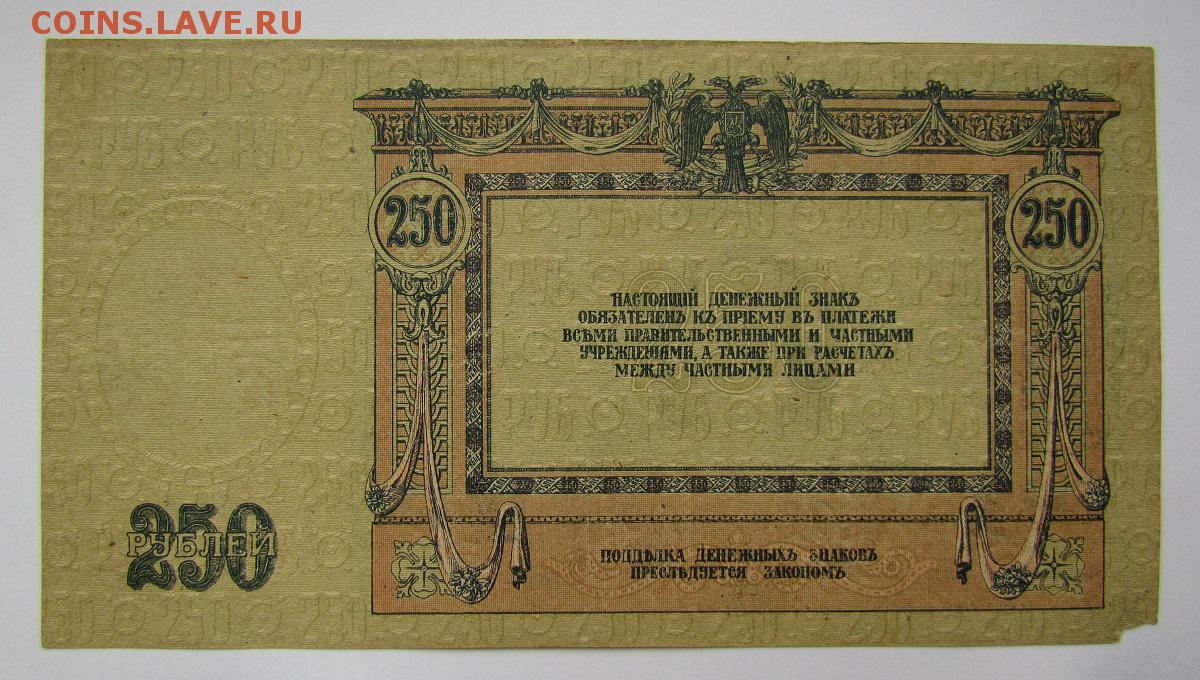 COINS.LAVE.RU
250
250
НАСТОЯЩІЙ ДЕНЕЖНЫЙ ЗНАКЪ
ОБЯЗАТЕЛЕНЪ КЪ ПРІЕМУ ВЪ ПЛАТЕЖИ
ВСѢМИ ПРАВИТЕЛЬСТВЕННЫМИ И ЧАСТНЫМИ
УЧРЕЖДЕНІЯМИ, А ТАКЖЕ ПРИ РАСЧЕТАХЪ
МЕЖДУ ЧАСТНЫМИ ЛИЦАМИ
250
250
РУБЛЕЙ
ПОДДѢЛКА ДЕНЕЖНЫХЪ ЗНАКОВЪ
ПРЕСЛѢДУЕТСЯ ЗАКОНОМЪ